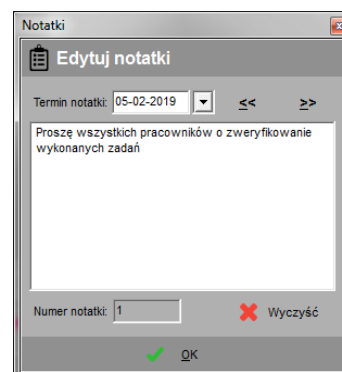 Notatki
Edytuj notatki
Termin notatki: 05-02-2019 << >>
Proszę wszystkich pracowników o zweryfikowanie
wykonanych zadań
Numer notatki: 1 Wyczyść
OK